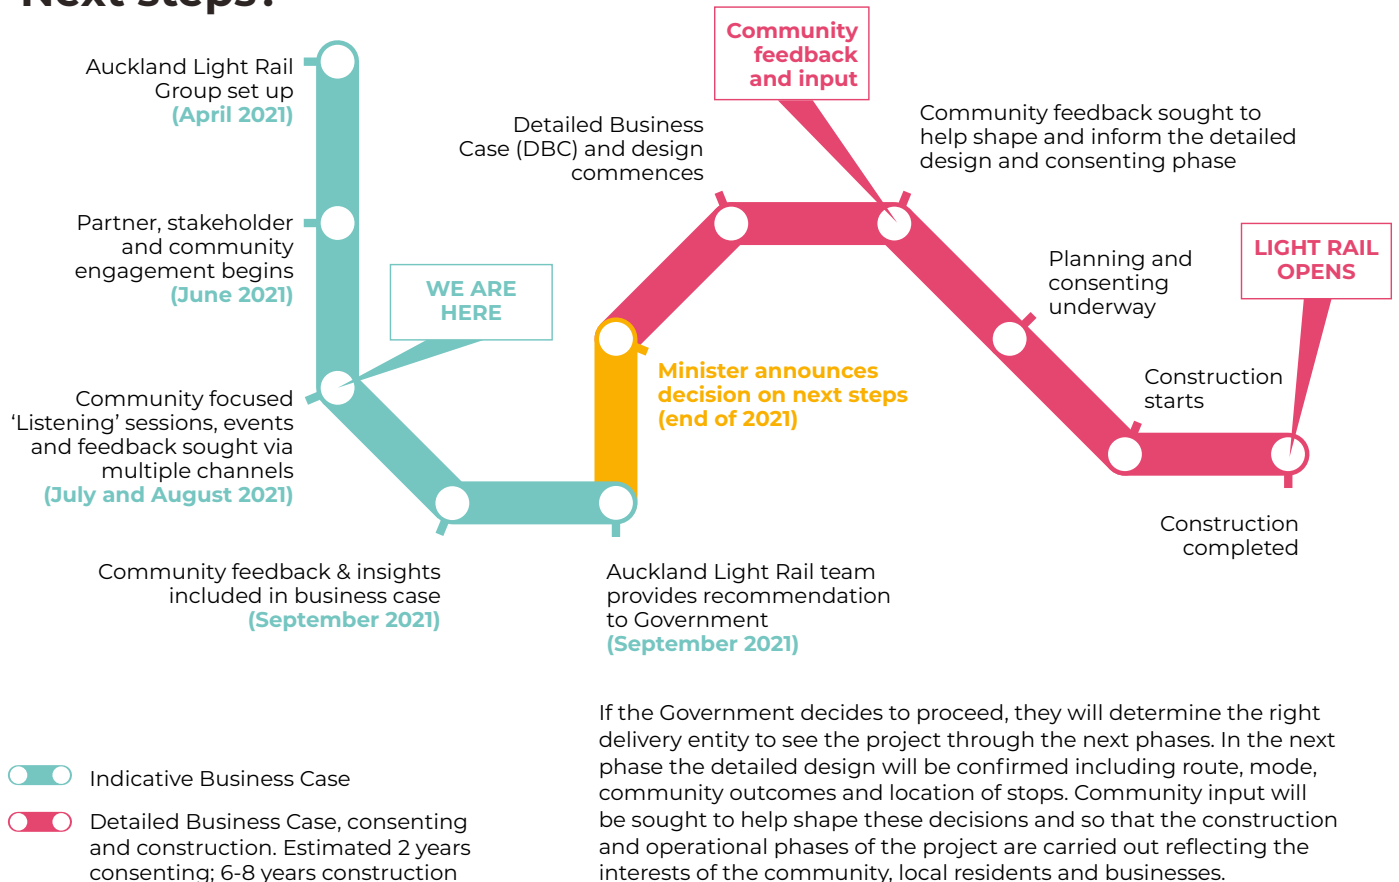 Next steps?
Auckland Light Rail
Group set up
(April 2021)
Partner, stakeholder
and community
engagement begins
(June 2021)
WE ARE
HERE
Community focused
‘Listening’ sessions, events
and feedback sought via
multiple channels
(July and August 2021)
Community feedback & insights
included in business case
(September 2021)
Auckland Light Rail team
provides recommendation
to Government
(September 2021)
Minister announces
decision on next steps
(end of 2021)
Detailed Business
Case (DBC) and design
commences
Community
feedback
and input
Community feedback sought to
help shape and inform the detailed
design and consenting phase
Planning and
consenting
underway
Construction
starts
LIGHT RAIL
OPENS
Construction
completed
Indicative Business Case
Detailed Business Case, consenting
and construction. Estimated 2 years
consenting; 6-8 years construction
If the Government decides to proceed, they will determine the right
delivery entity to see the project through the next phases. In the next
phase the detailed design will be confirmed including route, mode,
community outcomes and location of stops. Community input will
be sought to help shape these decisions and so that the construction
and operational phases of the project are carried out reflecting the
interests of the community, local residents and businesses.